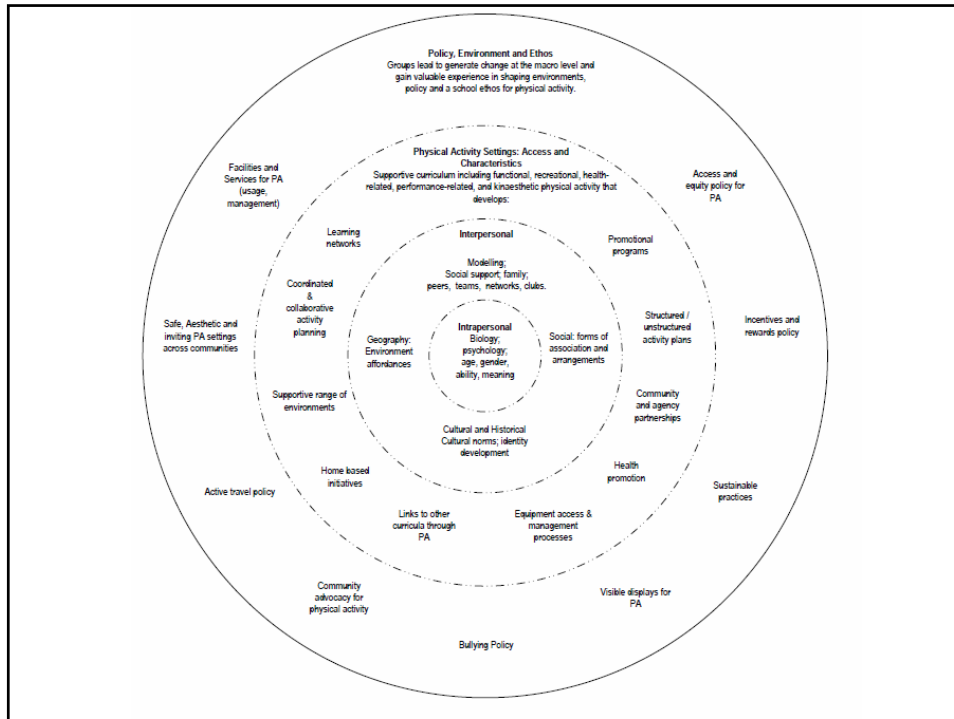 Policy, Environment and Ethos
Groups lead to generate change at the macro level and
gain valuable experience in shaping environments,
policy and a school ethos for physical activity.
Physical Activity Settings: Access and
Characteristics
Supportive curriculum including functional, recreational, health-
related, performance-related, and kinaesthetic physical activity that
develops:
Facilities and
Services for PA
(usage,
management)
Access and
equity policy for
PA
Learning
networks
Interpersonal
Promotional
programs
Modelling;
Social support; family;
peers, teams, networks, clubs.
Coordinated
&
collaborative
activity
planning
Safe, Aesthetic and
inviting PA settings
across communities
Geography:
Environment
affordances
Intrapersonal
Biology;
psychology;
age, gender,
ability, meaning
Social: forms of
association and
arrangements
Structured /
unstructured
activity plans
Incentives and
rewards policy
Supportive range of
environments
Community
and agency
partnerships
Cultural and Historical
Cultural norms; identity
development
Home based
initiatives
Health
promotion
Active travel policy
Sustainable
practices
Links to other
curricula through
PA
Equipment access &
management
processes
Community
advocacy for
physical activity
Visible displays for
PA
Bullying Policy